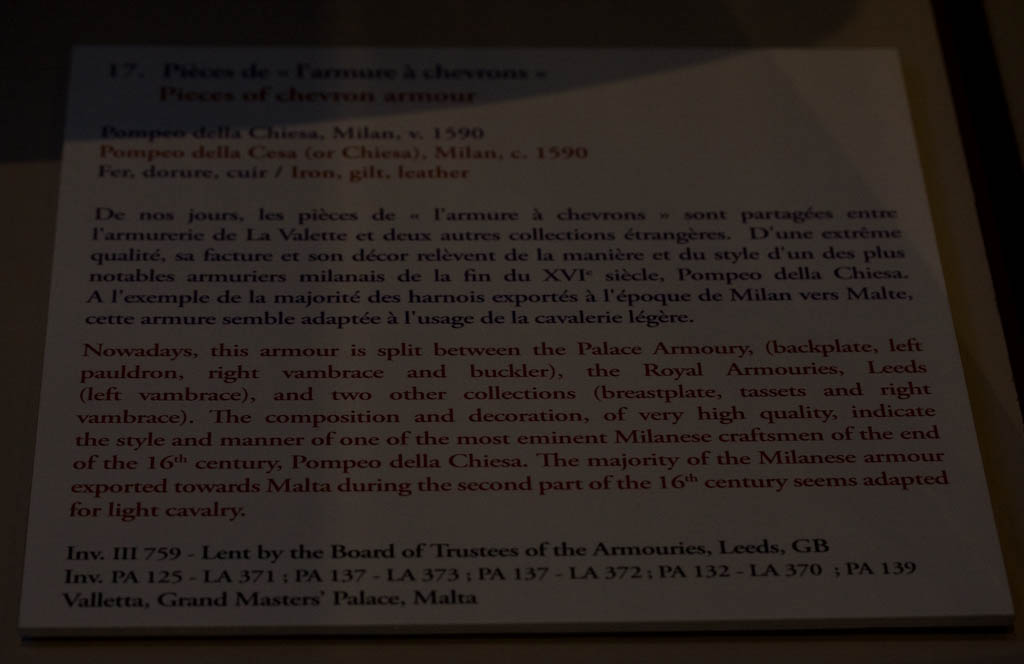 17. Pièces de « l'armure à chevrons »
Pieces of chevron armour
Pompeo della Chiesa, Milan, v. 1590
Pompeo della Cesa (or Chiesa), Milan, c. 1590
Fer, dorure, cuir / Iron, gilt, leather
De nos jours, les pièces de « l'armure à chevrons » sont partagées entre
l'armurerie de La Valette et deux autres collections étrangères. D'une extrême
qualité, sa facture et son décor relèvent de la manière et du style d'un des plus
notables armuriers milanais de la fin du XVIe siècle, Pompeo della Chiesa.
A l'exemple de la majorité des harnois exportés à l'époque de Milan vers Malte,
cette armure semble adaptée à l'usage de la cavalerie légère.
Nowadays, this armour is split between the Palace Armoury, (backplate, left
pauldron, right vambrace and buckler), the Royal Armouries, Leeds
(left vambrace), and two other collections (breastplate, tassets and right
vambrace). The composition and decoration, of very high quality, indicate
the style and manner of one of the most eminent Milanese craftsmen of the end
of the 16th century, Pompeo della Chiesa. The majority of the Milanese armour
exported towards Malta during the second part of the 16th century seems adapted
for light cavalry.
Inv. III 759 - Lent by the Board of Trustees of the Armouries, Leeds, GB
Inv. PA 125 - LA 371 ; PA 137 - LA 373 ; PA 137 - LA 372 ; PA 132 - LA 370 ; PA 139
Valletta, Grand Masters' Palace, Malta